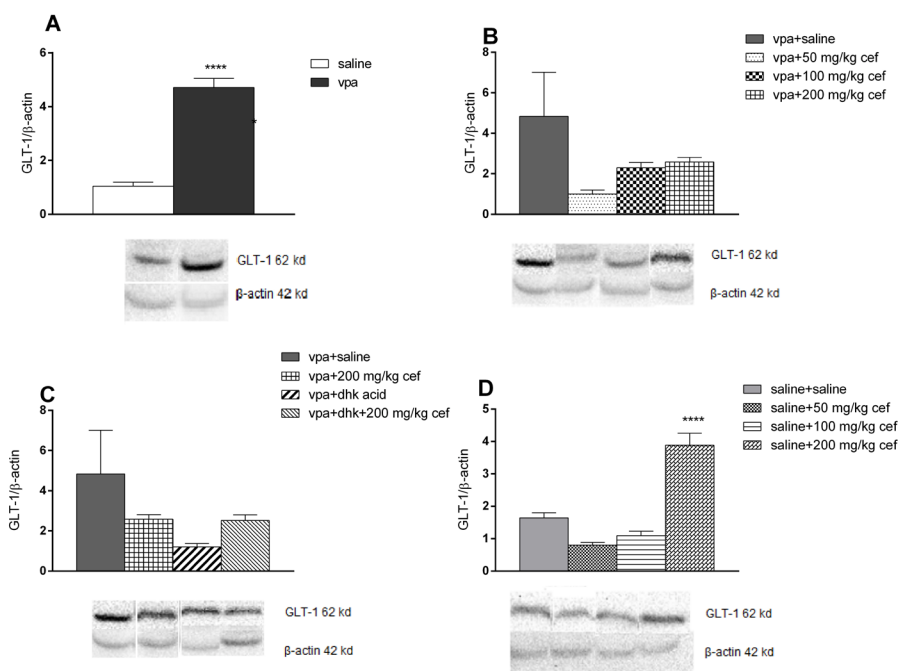 A
saline
vpa
GLT-1/β-actin
6
4
2
0
****
*
GLT-1 62 kd
β-actin 42 kd
B
vpa+saline
vpa+50 mg/kg cef
vpa+100 mg/kg cef
vpa+200 mg/kg cef
GLT-1/β-actin
8
6
4
2
0
GLT-1 62 kd
β-actin 42 kd
C
vpa+saline
vpa+200 mg/kg cef
vpa+dhk acid
vpa+dhk+200 mg/kg cef
GLT-1/β-actin
8
6
4
2
0
GLT-1 62 kd
β-actin 42 kd
D
saline+saline
saline+50 mg/kg cef
saline+100 mg/kg cef
saline+200 mg/kg cef
GLT-1/β-actin
5
4
3
2
1
0
****
GLT-1 62 kd
β-actin 42 kd